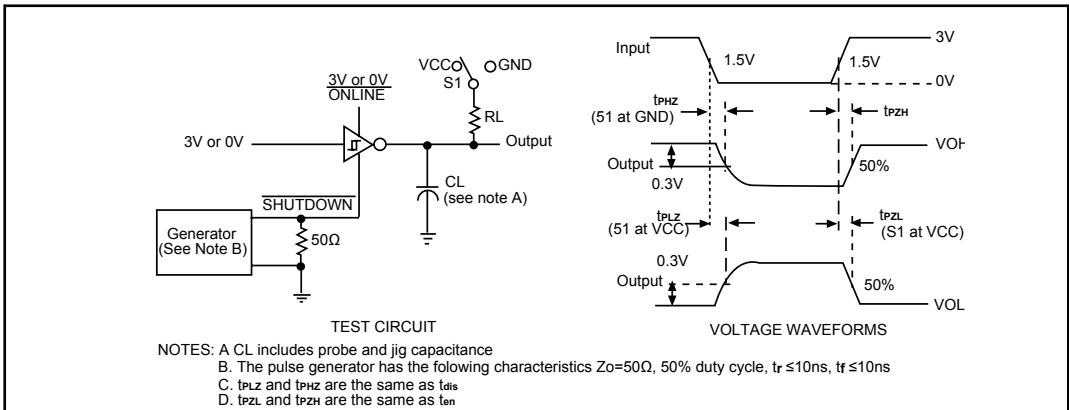 VCC
GND
S1
3V or 0V
ONLINE
RL
3V or 0V
Output
CL
(see note A)
SHUTDOWN
Generator
(See Note B)
50Ω
TEST CIRCUIT
Input
3V
1.5V
1.5V
0V
tPHZ
(51 at GND)
tPZH
VOH
Output
50%
0.3V
tPLZ
(51 at VCC)
tPZL
(S1 at VCC)
0.3V
Output
50%
VOL
VOLTAGE WAVEFORMS
NOTES: A CL includes probe and jig capacitance
B. The pulse generator has the folowing characteristics Zo=50Ω, 50% duty cycle, tr ≤10ns, tf ≤10ns
C. tPLZ and tPHZ are the same as tdis
D. tPZL and tPZH are the same as ten